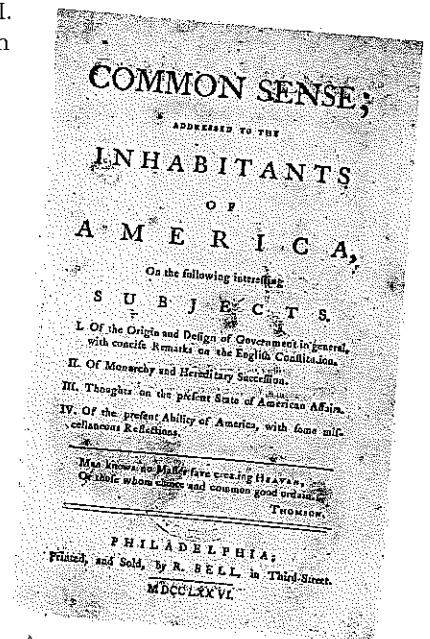 I.
n
COMMON SENSE;
ADDRESSED TO THE
INHABITANTS
OF
AMERICA,
On the following intereſting
SUBJECTS.
I. Of the Origin and Deſign of Government in general,
with conciſe Remarks on the Engliſh Conſtitution.
II. Of Monarchy and Hereditary Succeſſion.
III. Thoughts on the preſent State of American Affairs.
IV. Of the preſent Ability of America, with ſome miſ-
cellaneous Reflections.
Man knows no Maſter ſave creating HEAVEN,
Or thoſe whom choice and common good ordain.
THOMSON.
PHILADELPHIA;
Printed, and Sold, by R. BELL, in Third-Street.
MDCCLXXVI.